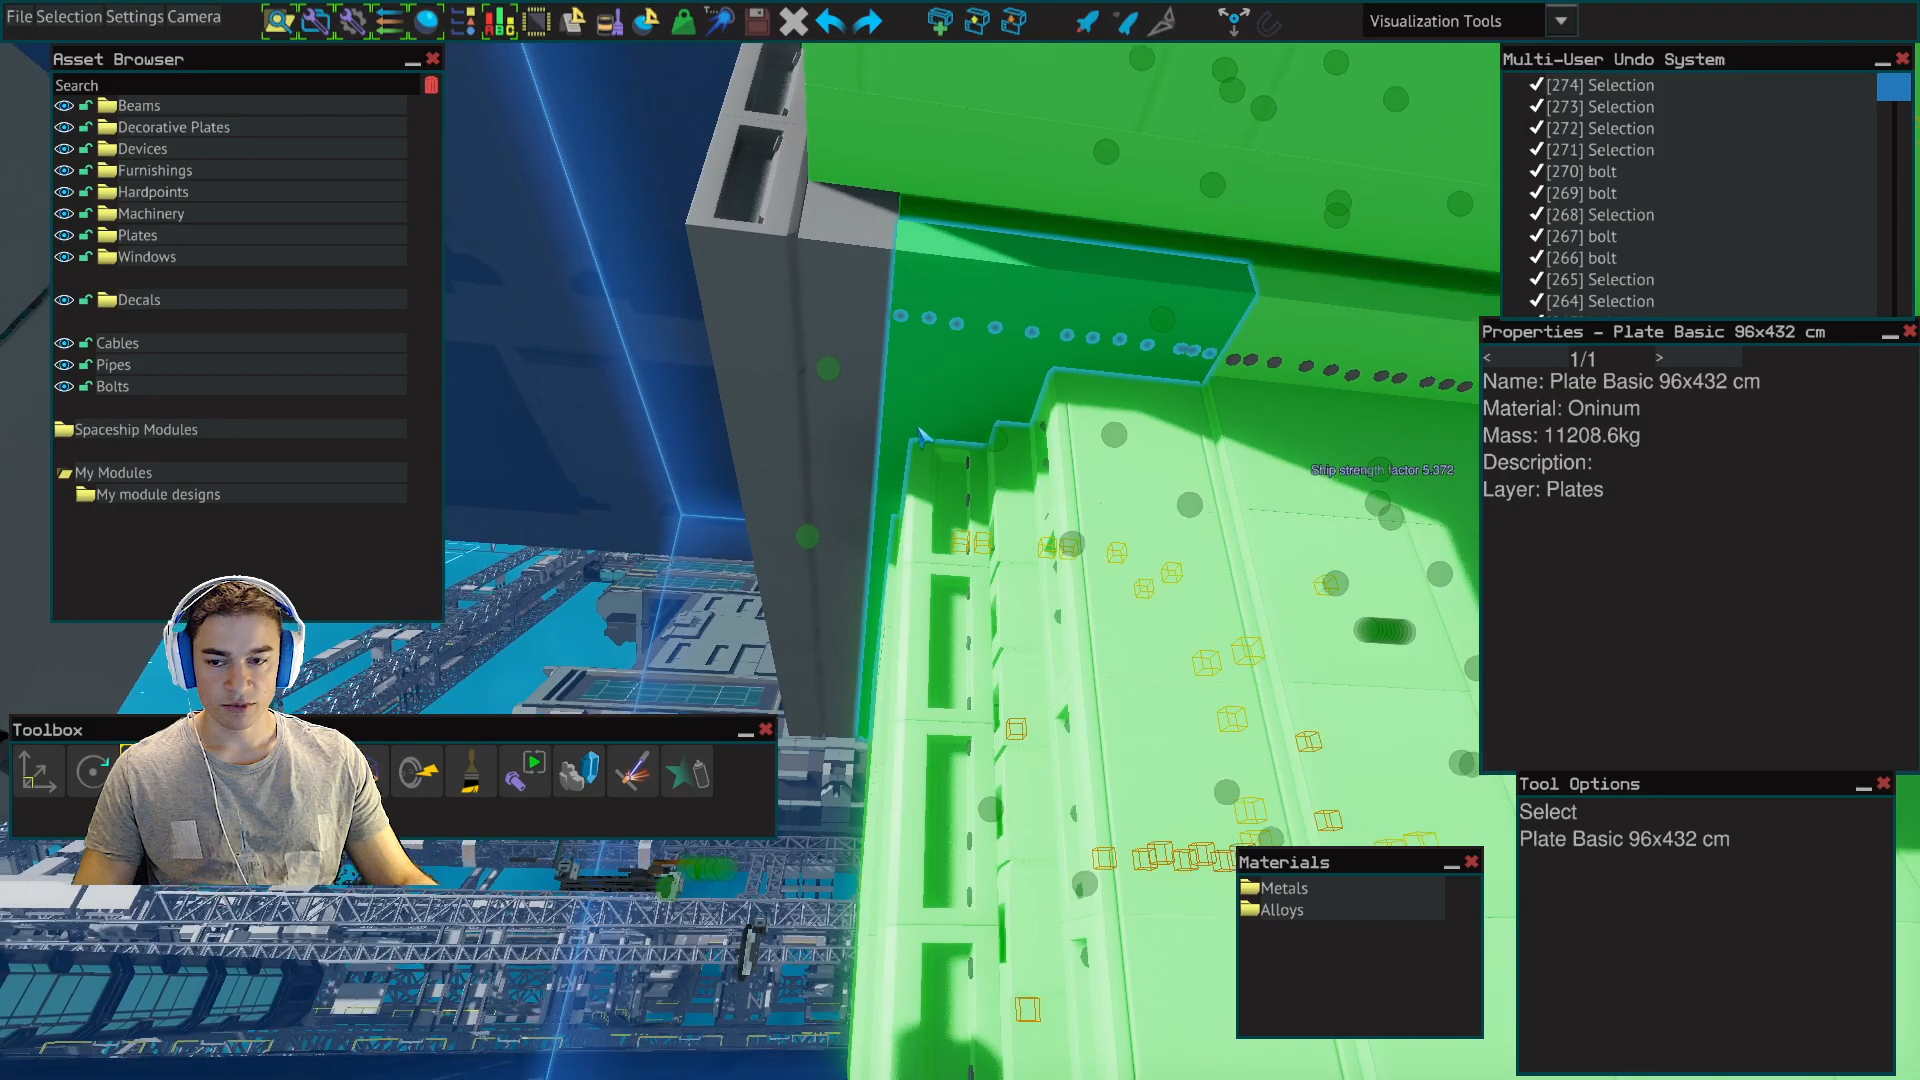 File Selection Settings Camera
Visualization Tools
Asset Browser
Search
Beams
Decorative Plates
Devices
Furnishings
Hardpoints
Machinery
Plates
Windows
Decals
Cables
Pipes
Bolts
Spaceship Modules
My Modules
My module designs
Multi-User Undo System
[274] Selection
[273] Selection
[272] Selection
[271] Selection
[270] bolt
[269] bolt
[268] Selection
[267] bolt
[266] bolt
[265] Selection
[264] Selection
Properties - Plate Basic 96x432 cm
< 1/1 >
Name: Plate Basic 96x432 cm
Material: Oninum
Mass: 11208.6kg
Description:
Layer: Plates
Ship strength factor 5.372
Toolbox
Tool Options
Select
Plate Basic 96x432 cm
Materials
Metals
Alloys